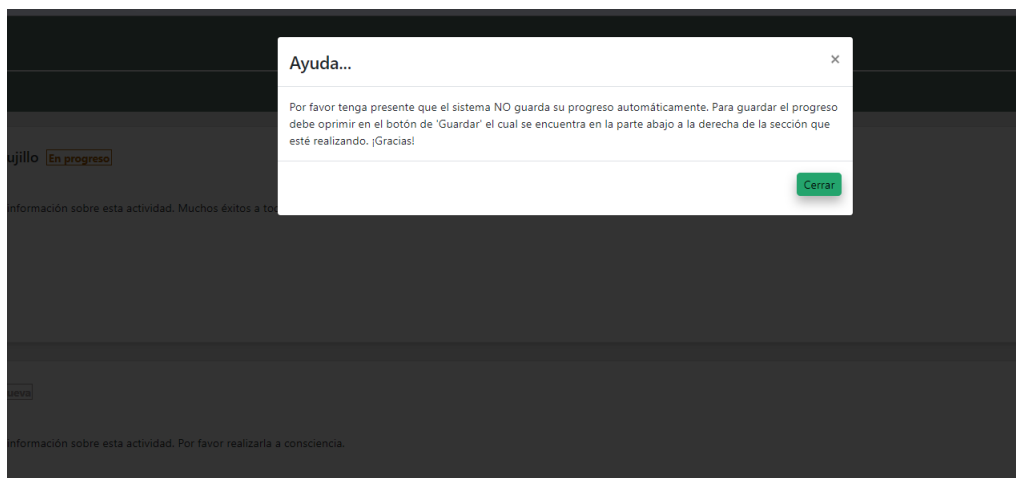 Ayuda...
×
Por favor tenga presente que el sistema NO guarda su progreso automáticamente. Para guardar el progreso
debe oprimir en el botón de 'Guardar' el cual se encuentra en la parte abajo a la derecha de la sección que
esté realizando. ¡Gracias!
Cerrar
ujillo En progreso
información sobre esta actividad. Muchos éxitos a to
ueva
información sobre esta actividad. Por favor realizarla a consciencia.